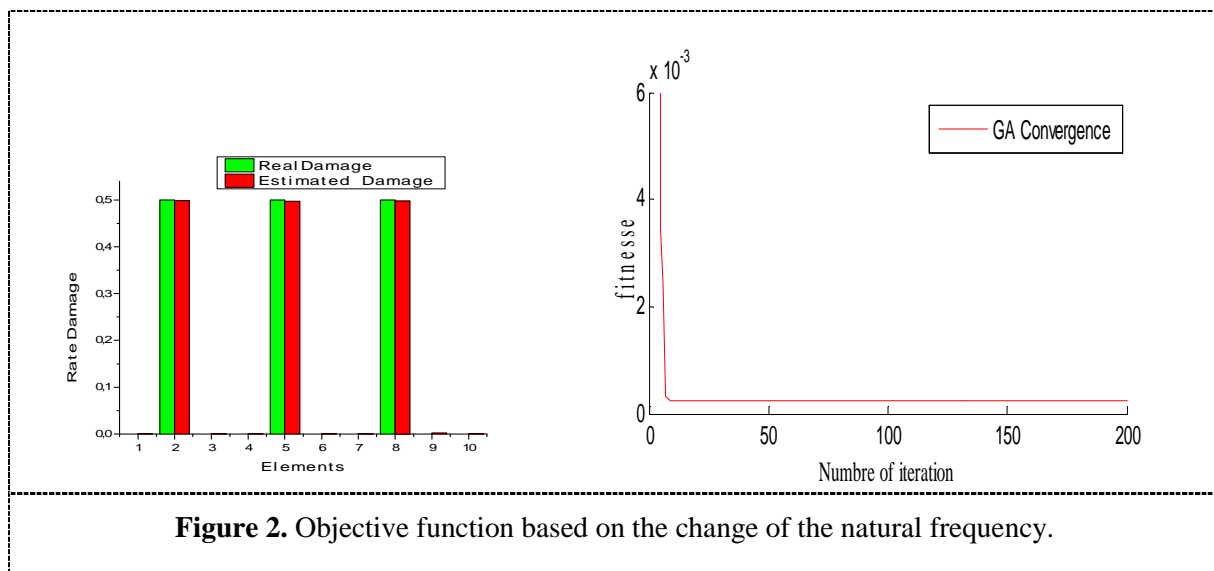 Real Damage
Estimated Damage
0,5
0,4
0,3
0,2
0,1
0,0
Rate Damage
1 2 3 4 5 6 7 8 9 10
Elements
x 10-3
6
4
2
0
fitnesse
GA Convergence
0 50 100 150 200
Numbre of iteration
Figure 2. Objective function based on the change of the natural frequency.